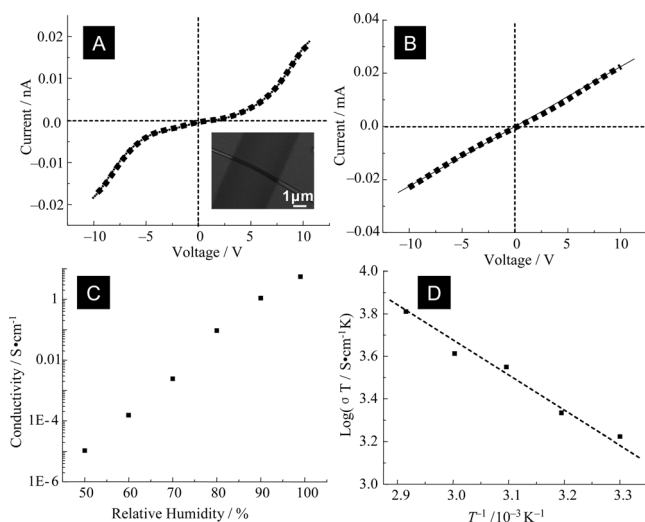 A
Current / nA
0.02
0.01
0.0
−0.01
−0.02
−10
−5
0
5
10
Voltage / V
1μm
B
Current / mA
0.04
0.02
0.0
−0.02
−0.04
−10
−5
0
5
10
Voltage / V
C
Conductivity / S•cm⁻¹
1
0.01
1E-4
1E-6
50
60
70
80
90
100
Relative Humidity / %
D
Log( σ T / S•cm⁻¹K)
4.0
3.8
3.6
3.4
3.2
3.0
2.9
3.0
3.1
3.2
3.3
T⁻¹ /10⁻³ K⁻¹